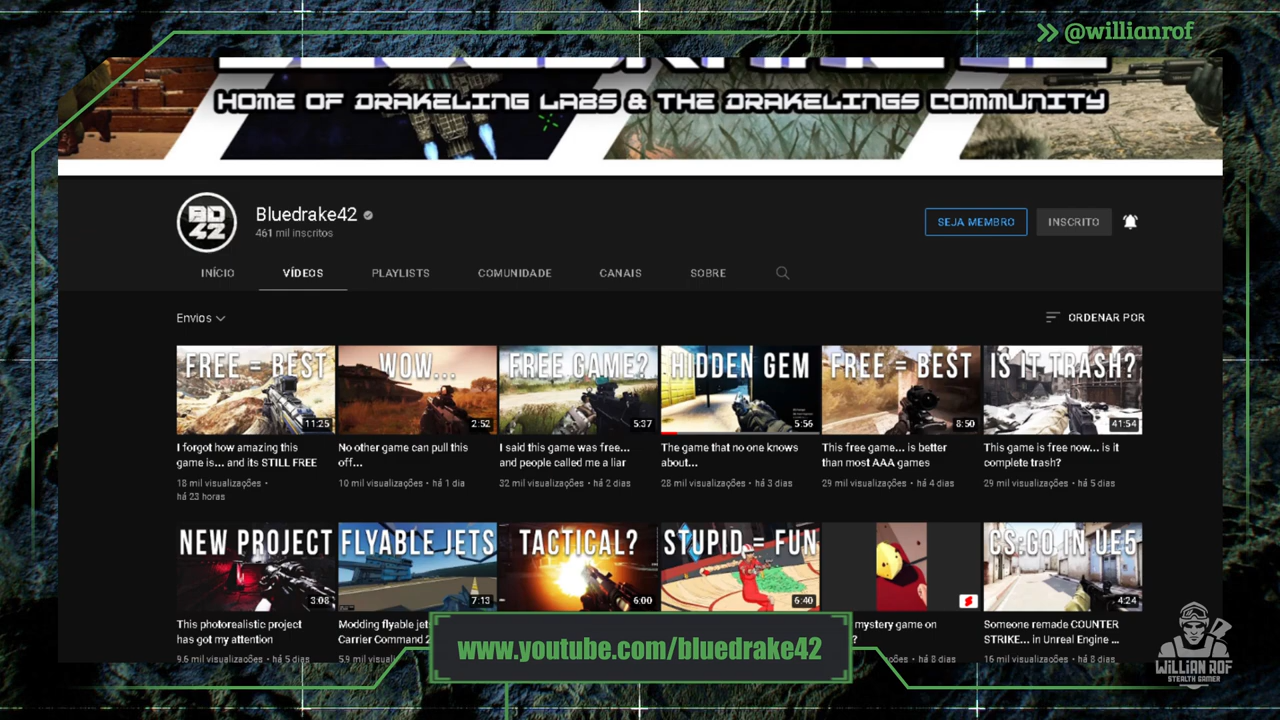 @willianrof
HOME OF DRAKELING LABS & THE DRAKELINGS COMMUNITY
BD
42
Bluedrake42
461 mil inscritos
SEJA MEMBRO
INSCRITO
INÍCIO
VÍDEOS
PLAYLISTS
COMUNIDADE
CANAIS
SOBRE
Envios
ORDENAR POR
FREE = BEST
11:25
WOW...
2:52
FREE GAME?
5:37
HIDDEN GEM
5:56
FREE = BEST
8:50
IS IT TRASH?
41:54
I forgot how amazing this
game is... and its STILL FREE
18 mil visualizações •
há 23 horas
No other game can pull this
off...
10 mil visualizações • há 1 dia
I said this game was free...
and people called me a liar
32 mil visualizações • há 2 dias
The game that no one knows
about...
28 mil visualizações • há 3 dias
This free game... is better
than most AAA games
29 mil visualizações • há 4 dias
This game is free now... is it
complete trash?
29 mil visualizações • há 5 dias
NEW PROJECT
3:08
FLYABLE JETS
7:13
TACTICAL?
6:00
STUPID = FUN
6:40
CS:GO IN UE5
4:24
This photorealistic project
has got my attention
9.6 mil visualizações • há 5 dias
Modding flyable jet
Carrier Command 2
5.9 mil visualiz
mystery game on
?
ções • há 8 dias
Someone remade COUNTER
STRIKE... in Unreal Engine ...
16 mil visualizações • há 8 dias
www.youtube.com/bluedrake42
WILLIAN ROF
STEALTH GAMER